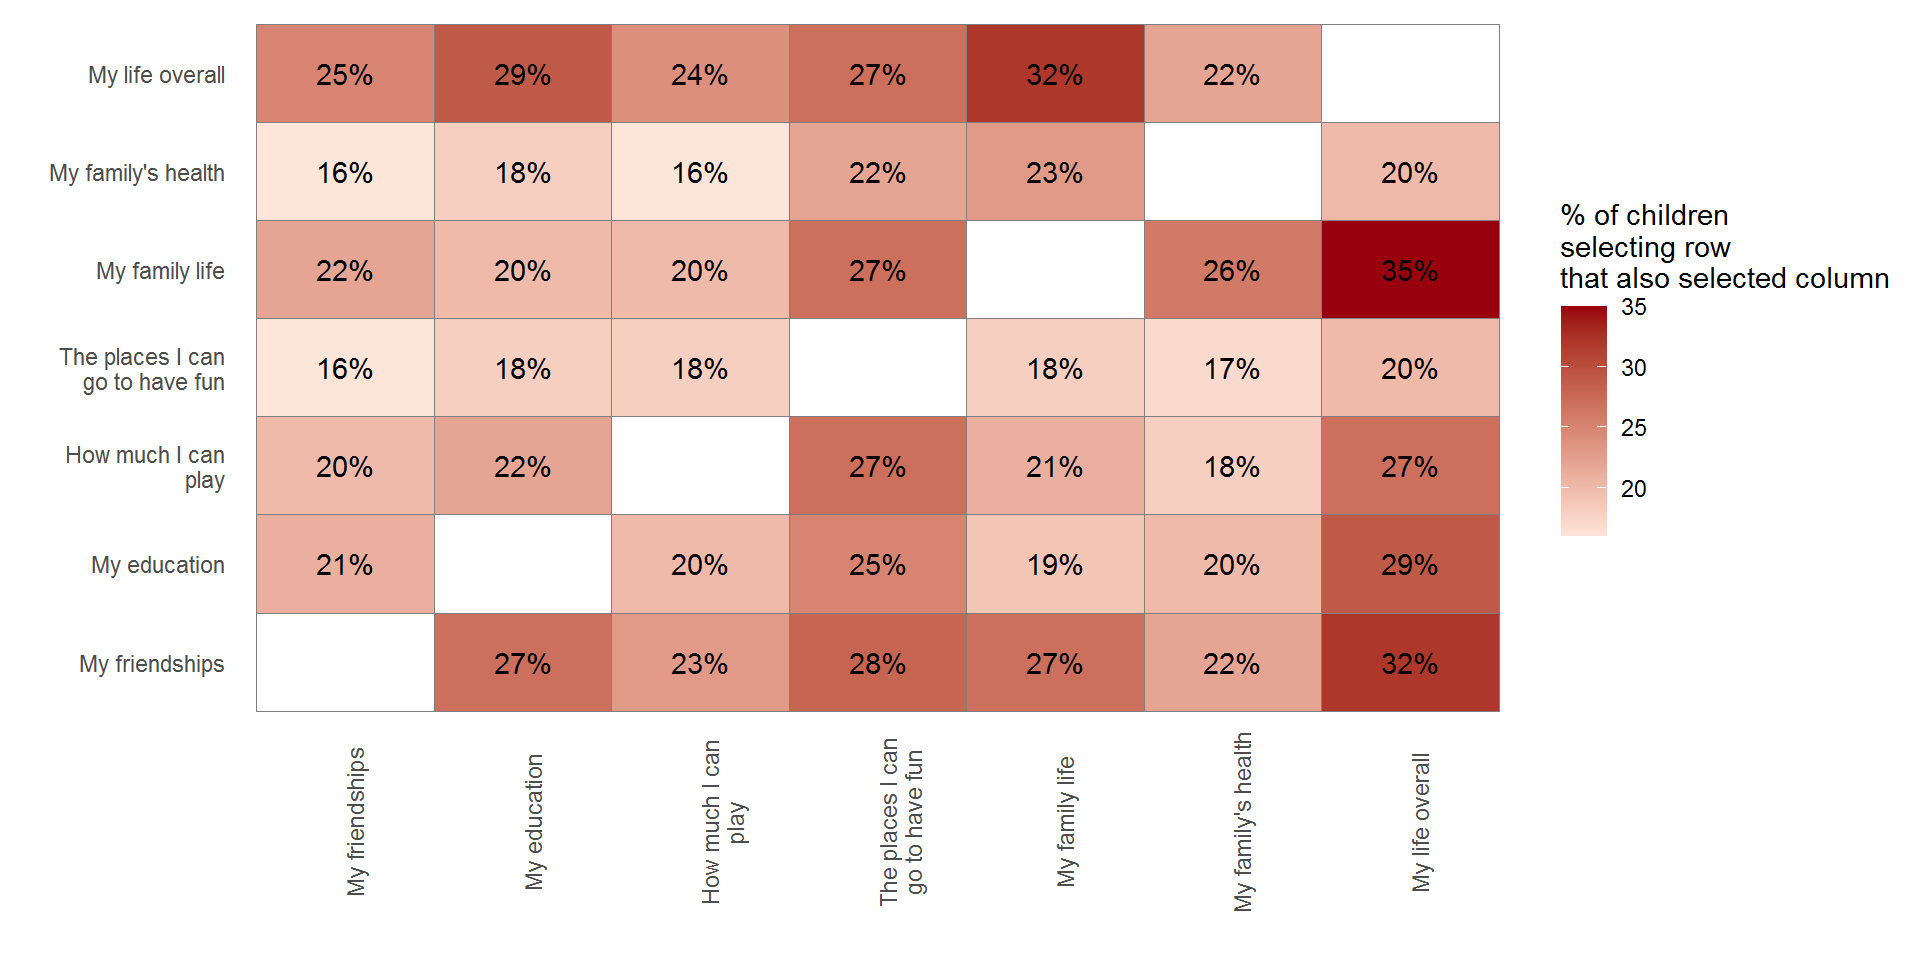 My life overall 25% 29% 24% 27% 32% 22%
My family's health 16% 18% 16% 22% 23% 20%
My family life 22% 20% 20% 27% 26% 35%
The places I can
go to have fun
16% 18% 18% 18% 17% 20%
How much I can
play
20% 22% 27% 21% 18% 27%
My education 21% 20% 25% 19% 20% 29%
My friendships 27% 23% 28% 27% 22% 32%
My friendships
My education
How much I can
play
The places I can
go to have fun
My family life
My family's health
My life overall
% of children
selecting row
that also selected column
35
30
25
20